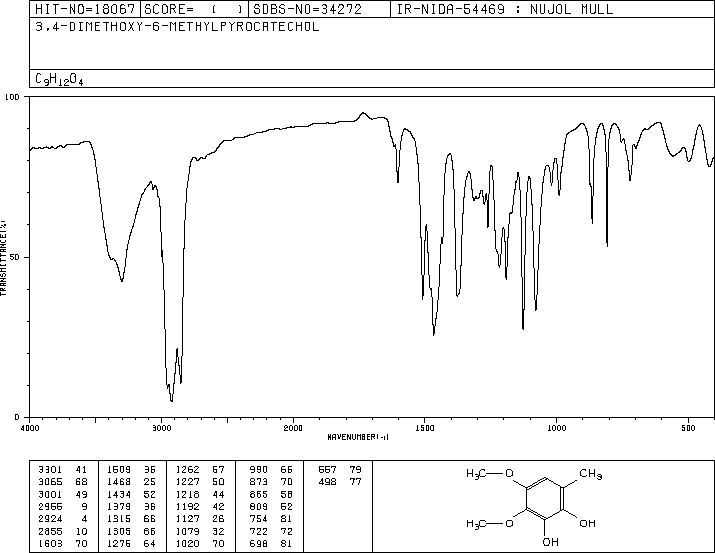 HIT-NO=18067 SCORE= ( ) SDBS-NO=34272 IR-NIDA-54469 : NUJOL MULL
3,4-DIMETHOXY-6-METHYLPYROCATECHOL
C9H12O4
100
50
0
TRANSMITTANCE(%)
4000 3000 2000 1500 1000 500
WAVENUMBER(-1)
3301 41 1509 36 1262 67 990 66 557 79
3065 68 1468 25 1227 50 873 70 498 77
3001 49 1434 52 1218 44 865 58
2955 9 1379 36 1192 42 809 52
2924 4 1315 66 1127 26 754 81
2855 10 1305 66 1079 32 722 72
1603 70 1276 64 1020 70 698 81
H3C O CH3
H3C O OH
OH